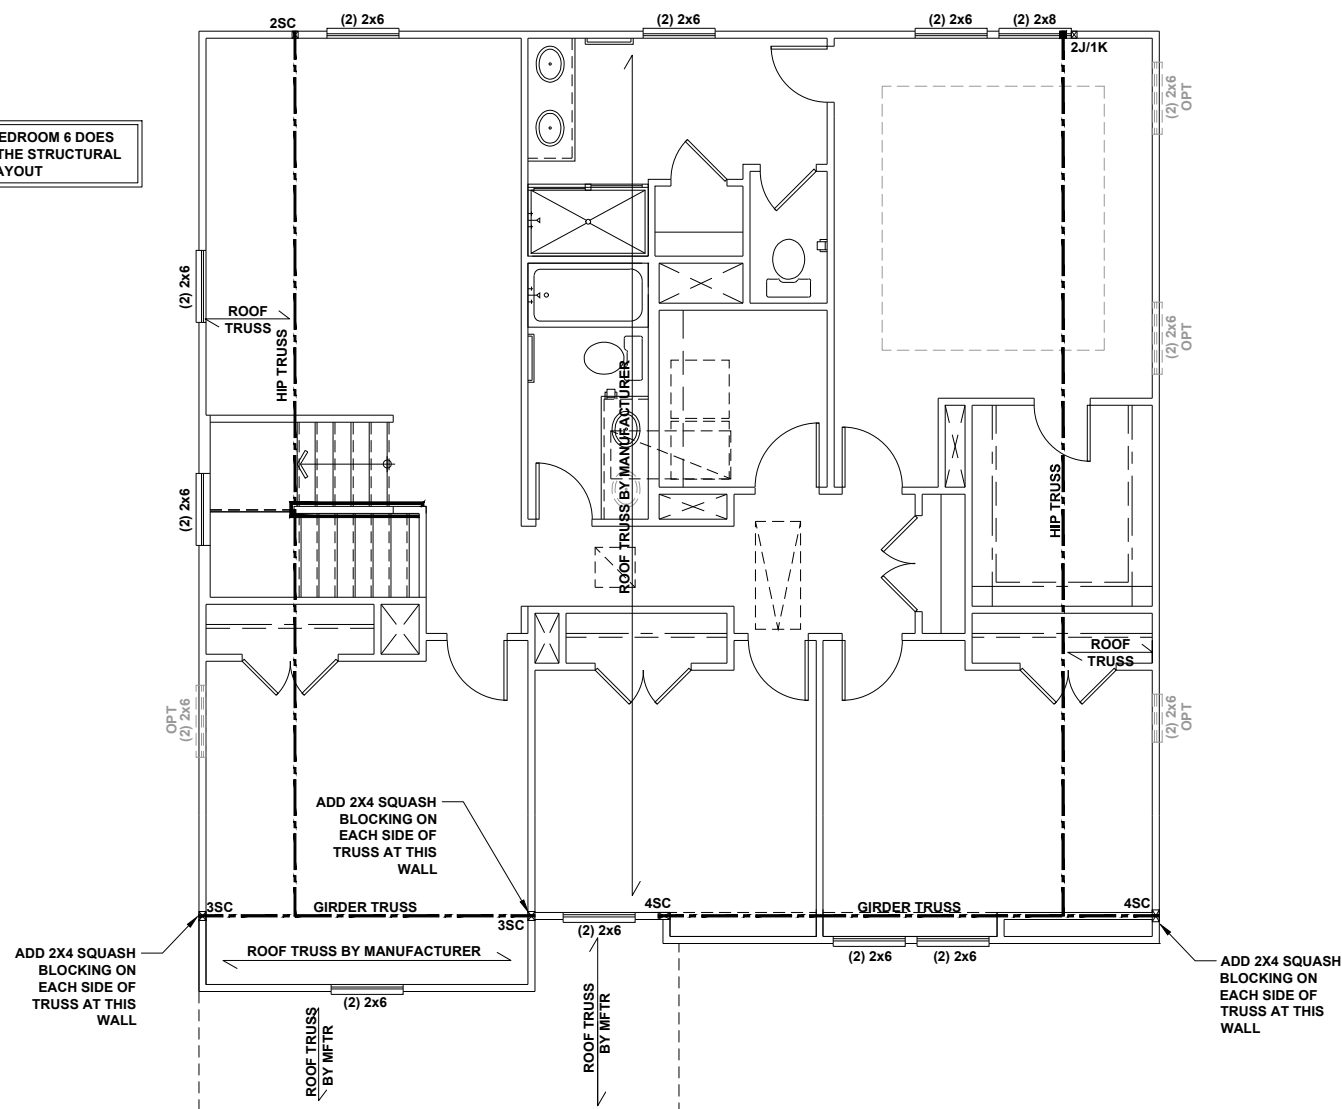 2SC
(2) 2x6
(2) 2x6
(2) 2x6
(2) 2x8
2J/1K
(2) 2x6
OPT
EDROOM 6 DOES
THE STRUCTURAL
AYOUT
(2) 2x6
ROOF
TRUSS
HIP TRUSS
ROOF TRUSS BY MANUFACTURER
(2) 2x6
OPT
(2) 2x6
HIP TRUSS
ROOF
TRUSS
OPT
(2) 2x6
(2) 2x6
OPT
ADD 2X4 SQUASH
BLOCKING ON
EACH SIDE OF
TRUSS AT THIS
WALL
3SC
GIRDER TRUSS
3SC
4SC
GIRDER TRUSS
4SC
(2) 2x6
ADD 2X4 SQUASH
BLOCKING ON
EACH SIDE OF
TRUSS AT THIS
WALL
ROOF TRUSS BY MANUFACTURER
(2) 2x6
(2) 2x6
(2) 2x6
ADD 2X4 SQUASH
BLOCKING ON
EACH SIDE OF
TRUSS AT THIS
WALL
ROOF TRUSS
BY MFTR
ROOF TRUSS
BY MFTR